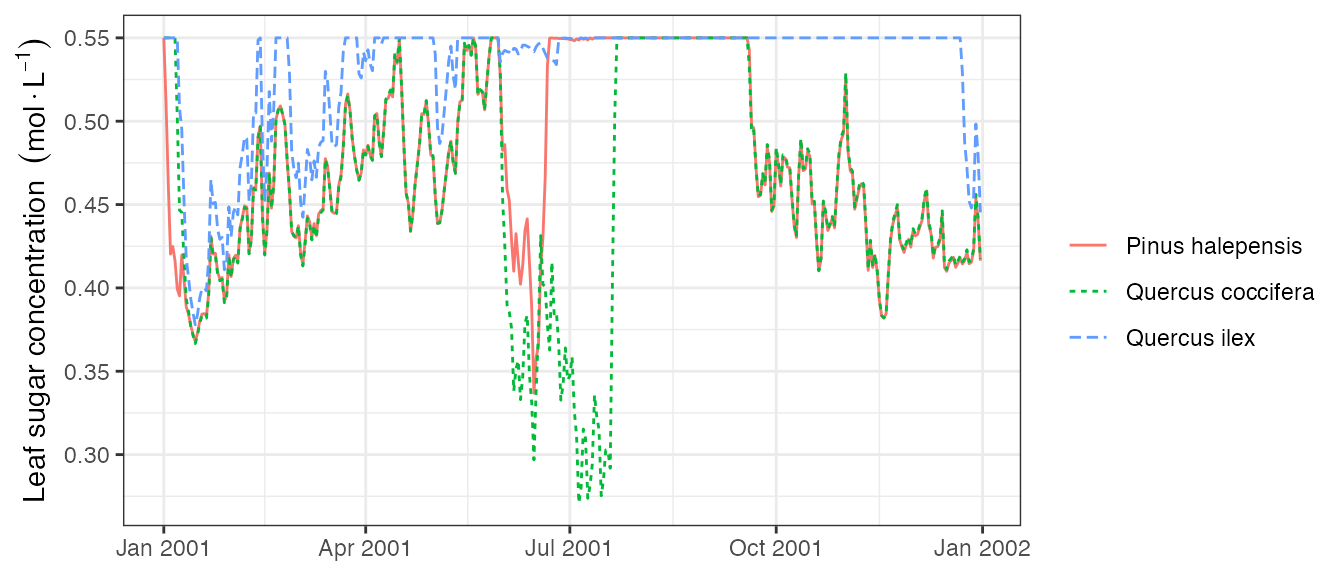 Leaf sugar concentration (mol·L⁻¹)
0.55
0.50
0.45
0.40
0.35
0.30
Jan 2001 Apr 2001 Jul 2001 Oct 2001 Jan 2002
Pinus halepensis
Quercus coccifera
Quercus ilex